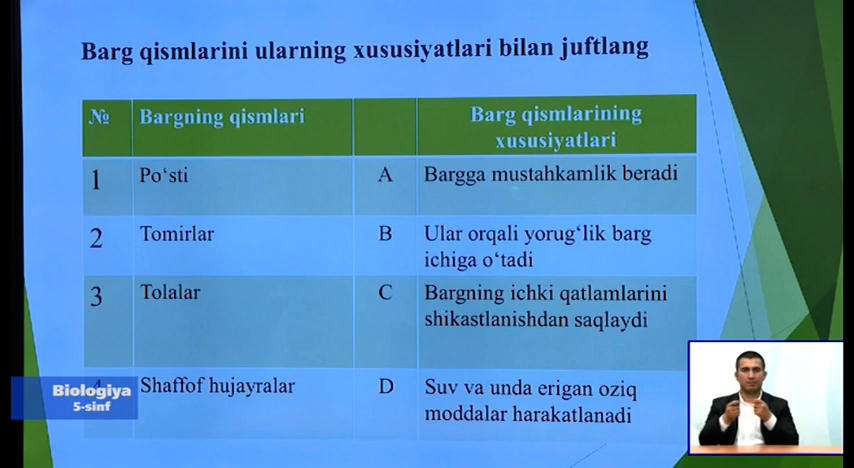 Barg qismlarini ularning xususiyatlari bilan juftlang
№ Bargning qismlari Barg qismlarining
xususiyatlari
1 Po‘sti A Bargga mustahkamlik beradi
2 Tomirlar B Ular orqali yorug‘lik barg
ichiga o‘tadi
3 Tolalar C Bargning ichki qatlamlarini
shikastlanishdan saqlaydi
Shaffof hujayralar D Suv va unda erigan oziq
moddalar harakatlanadi
Biologiya
5-sinf